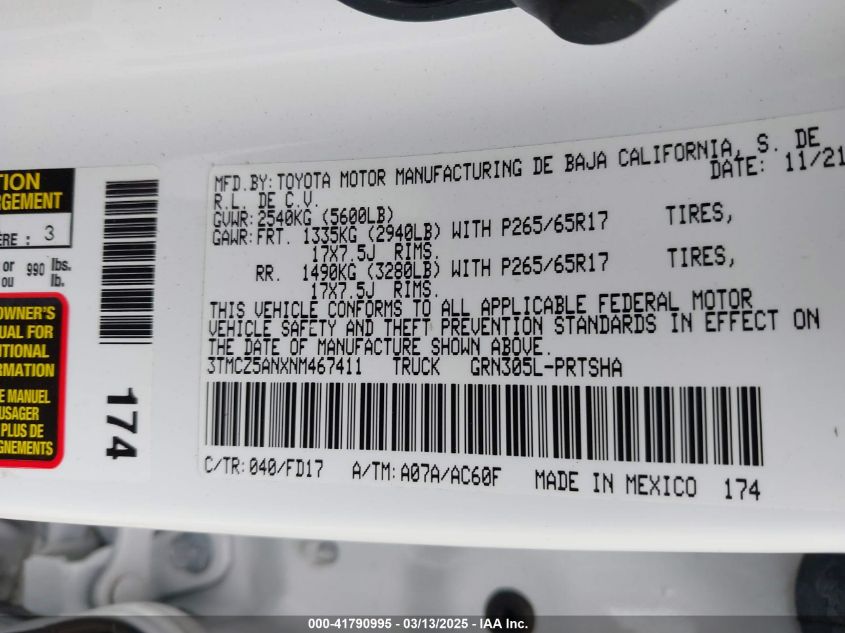 MFD.BY: TOYOTA MOTOR MANUFACTURING DE BAJA CALIFORNIA, S. DE
R.L. DE C.V. DATE: 11/21
GVWR: 2540KG (5600LB)
GAWR: FRT. 1335KG (2940LB) WITH P265/65R17 TIRES,
17X7.5J RIMS.
RR. 1490KG (3280LB) WITH P265/65R17 TIRES,
17X7.5J RIMS.
THIS VEHICLE CONFORMS TO ALL APPLICABLE FEDERAL MOTOR
VEHICLE SAFETY AND THEFT PREVENTION STANDARDS IN EFFECT ON
THE DATE OF MANUFACTURE SHOWN ABOVE.
3TMCZ5ANXNM467411 TRUCK GRN305L-PRTSHA
C/TR: 040/FD17 A/TM: A07A/AC60F MADE IN MEXICO 174
174
TION
RGEMENT
ÈRE : 3
or 990 lbs.
ou lb.
OWNER'S
UAL FOR
ITIONAL
RMATION
E MANUEL
USAGER
PLUS DE
GNEMENTS
000-41790995 - 03/13/2025 - IAA Inc.